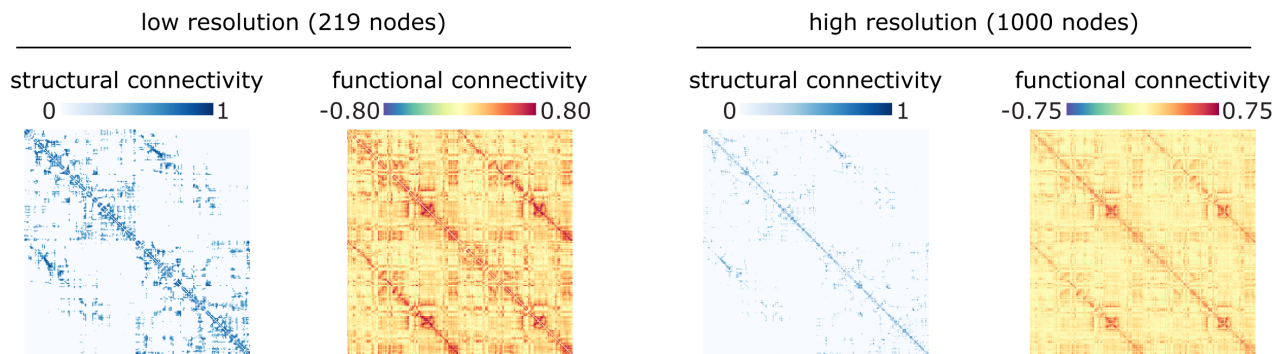 low resolution (219 nodes)
high resolution (1000 nodes)
structural connectivity
functional connectivity
structural connectivity
functional connectivity
0 1
-0.80 0.80
0 1
-0.75 0.75